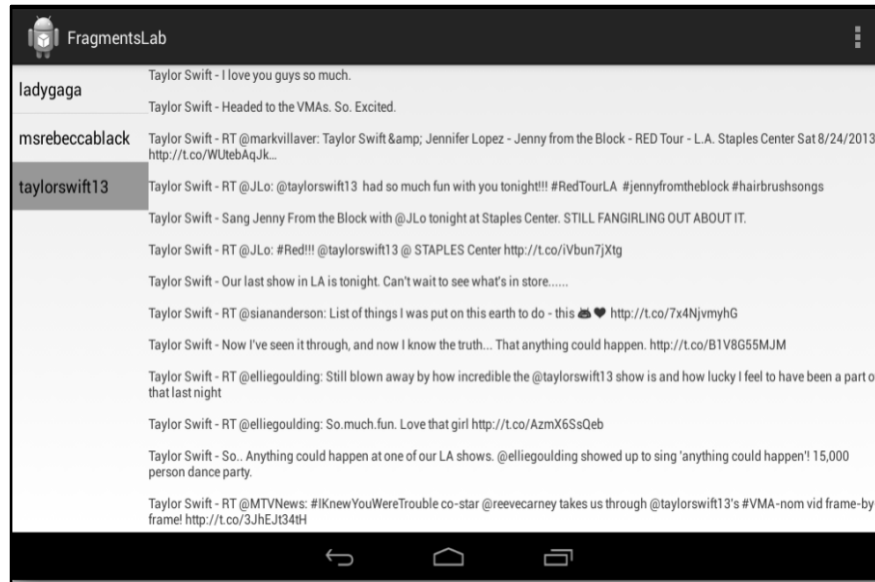 FragmentsLab
ladygaga
msrebeccablack
taylorswift13
Taylor Swift - I love you guys so much.
Taylor Swift - Headed to the VMAs. So. Excited.
Taylor Swift - RT @markvillaver: Taylor Swift &amp; Jennifer Lopez - Jenny from the Block - RED Tour - L.A. Staples Center Sat 8/24/2013
http://t.co/WUtebAqJk…
Taylor Swift - RT @JLo: @taylorswift13 had so much fun with you tonight!!! #RedTourLA #jennyfromtheblock #hairbrushsongs
Taylor Swift - Sang Jenny From the Block with @JLo tonight at Staples Center. STILL FANGIRLING OUT ABOUT IT.
Taylor Swift - RT @JLo: #Red!!! @taylorswift13 @ STAPLES Center http://t.co/iVbun7jXtg
Taylor Swift - Our last show in LA is tonight. Can't wait to see what's in store......
Taylor Swift - RT @siananderson: List of things I was put on this earth to do - this 🐱♥ http://t.co/7x4NjvmyhG
Taylor Swift - Now I've seen it through, and now I know the truth... That anything could happen. http://t.co/B1V8G55MJM
Taylor Swift - RT @elliegoulding: Still blown away by how incredible the @taylorswift13 show is and how lucky I feel to have been a part o
that last night
Taylor Swift - RT @elliegoulding: So.much.fun. Love that girl http://t.co/AzmX6SsQeb
Taylor Swift - So.. Anything could happen at one of our LA shows. @elliegoulding showed up to sing 'anything could happen'! 15,000
person dance party.
Taylor Swift - RT @MTVNews: #IKnewYouWereTrouble co-star @reevecarney takes us through @taylorswift13's #VMA-nom vid frame-by
frame! http://t.co/3JhEJt34tH